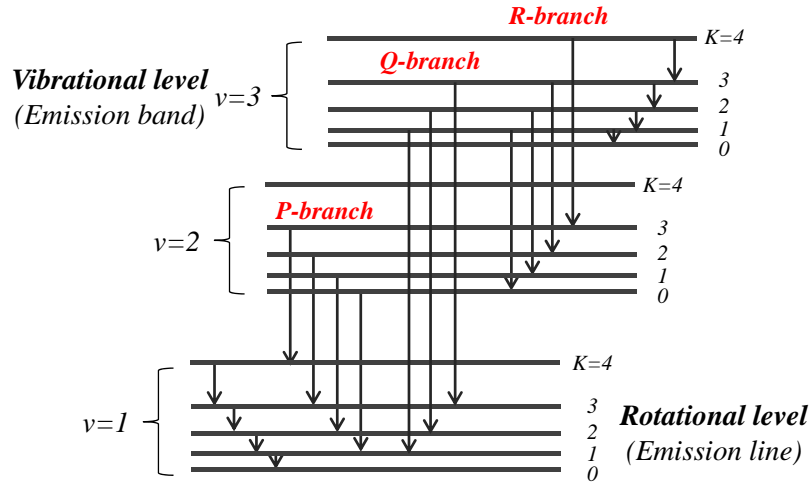 R-branch
K=4
Q-branch
Vibrational level
(Emission band)
v=3
3
2
1
0
K=4
P-branch
v=2
3
2
1
0
K=4
v=1
3
2
1
0
Rotational level
(Emission line)